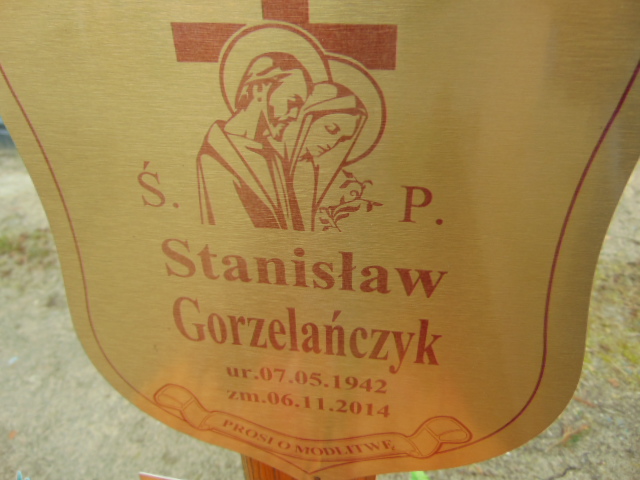 Ś. P.
Stanisław
Gorzelańczyk
ur.07.05.1942
zm.06.11.2014
PROSI O MODLITWĘ